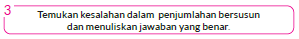 3
Temukan kesalahan dalam penjumlahan bersusun
dan menuliskan jawaban yang benar.